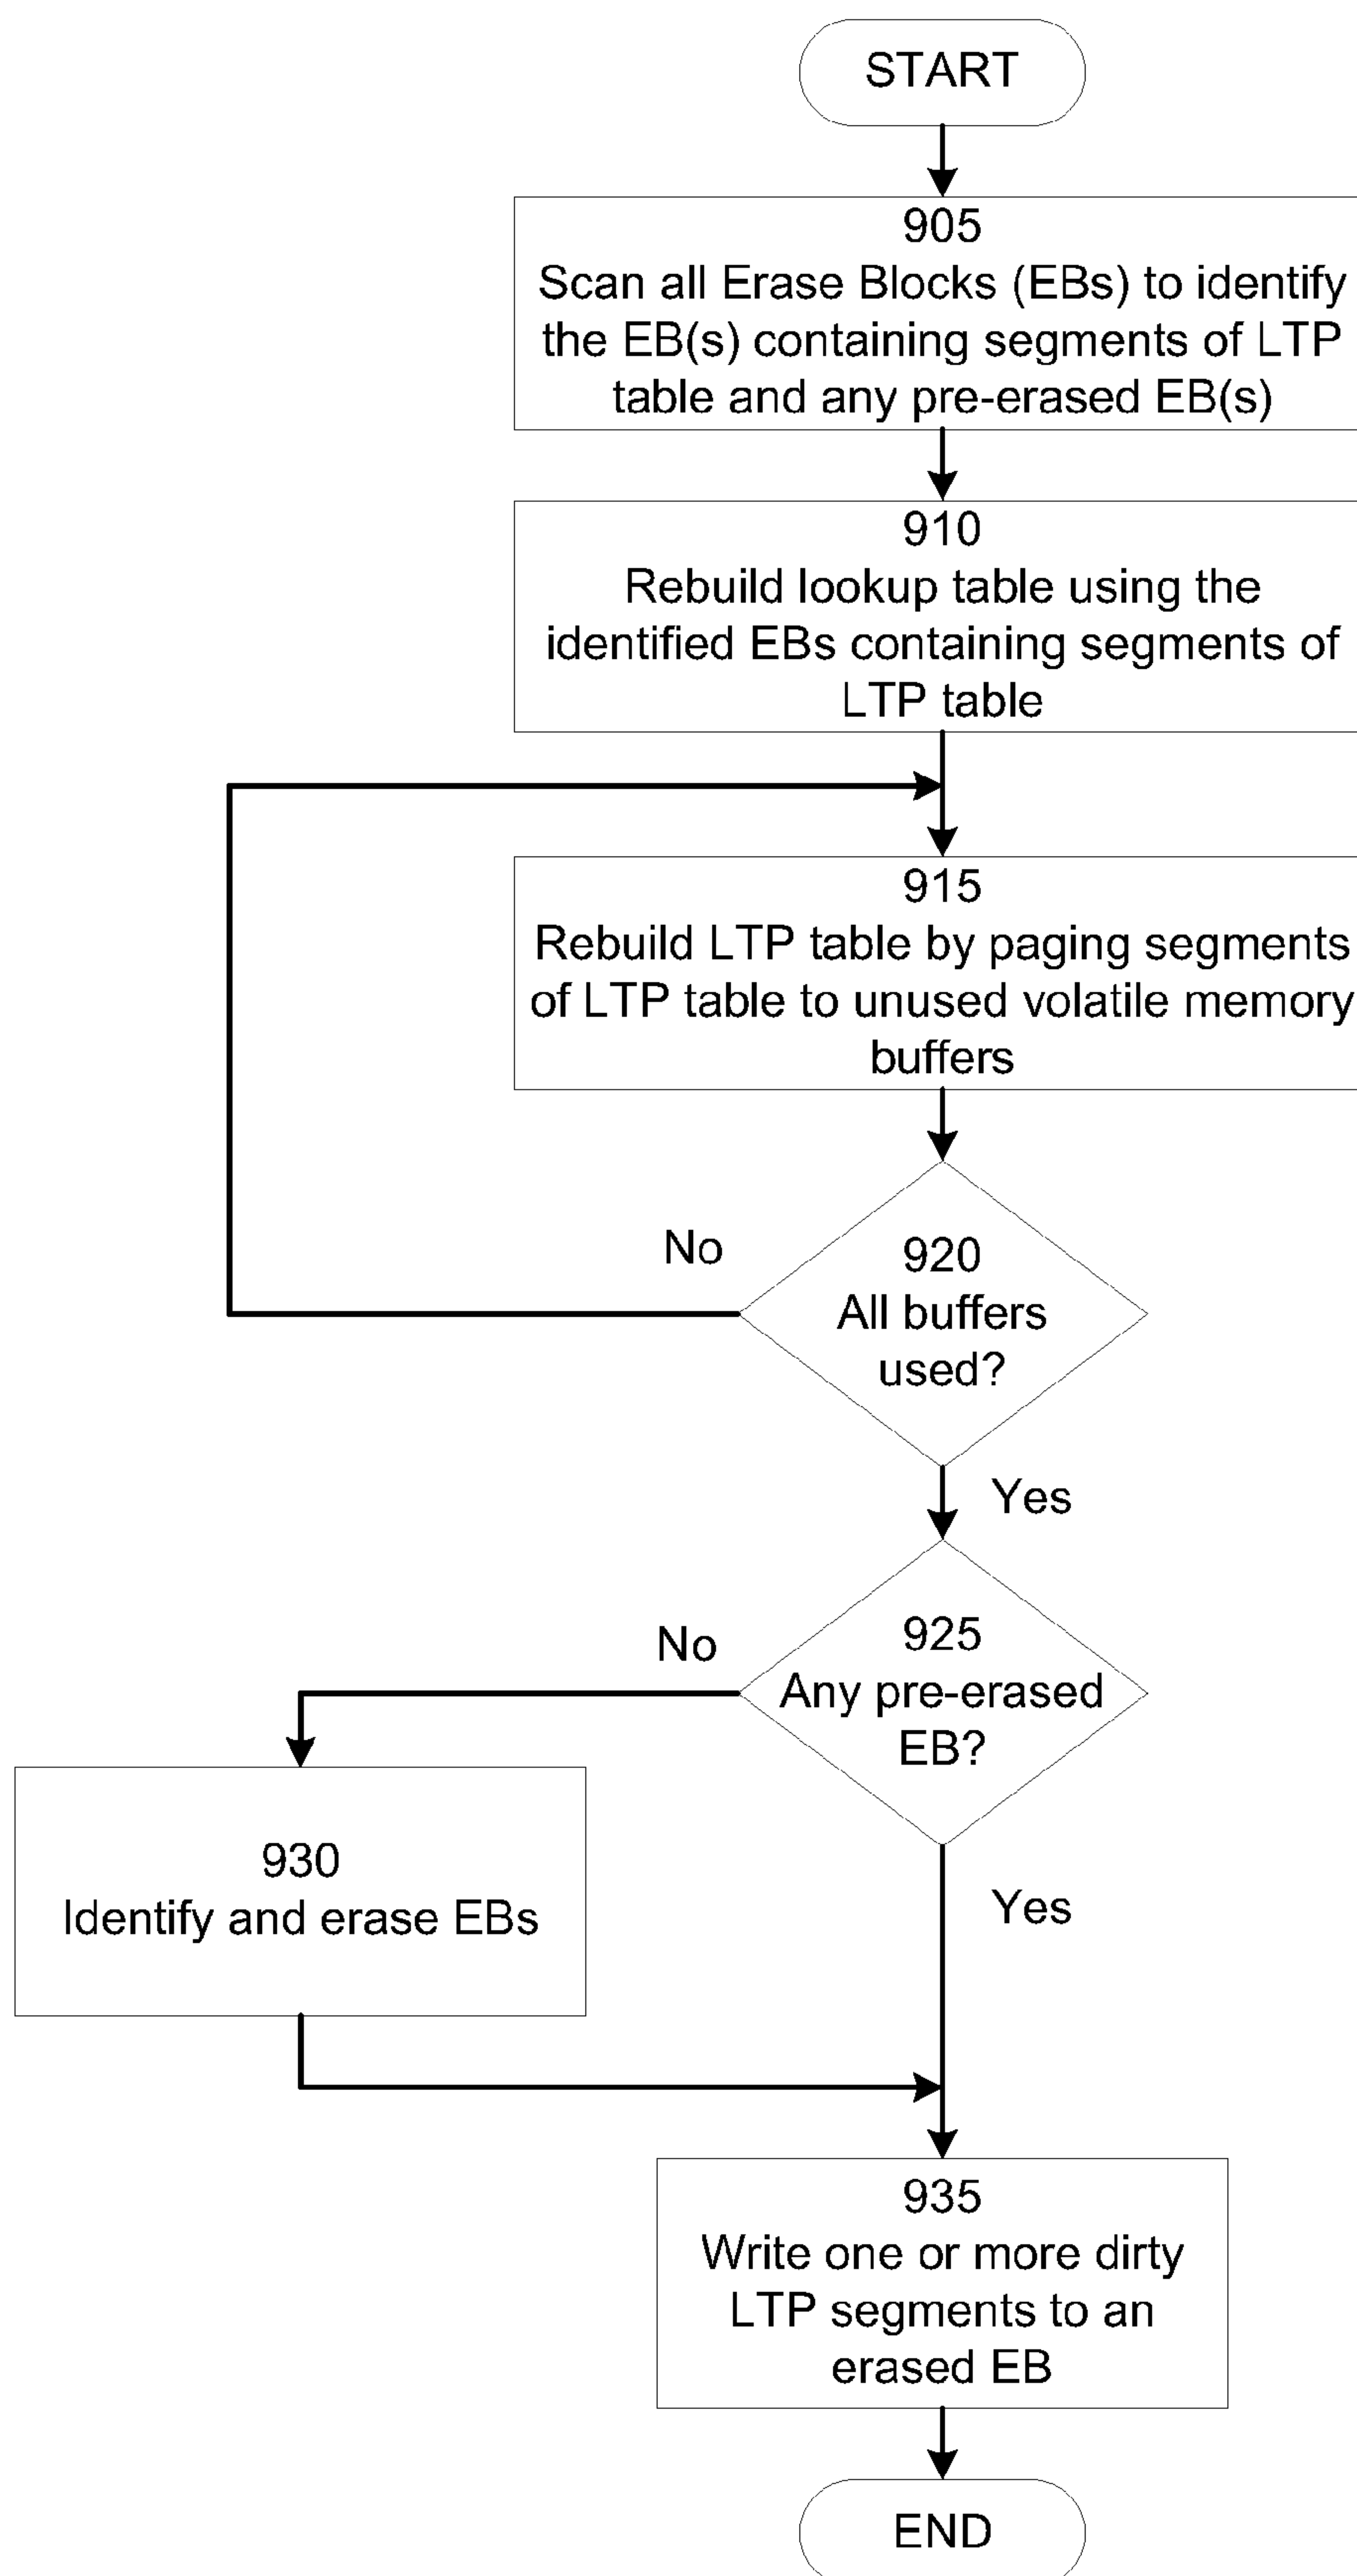 START
905
Scan all Erase Blocks (EBs) to identify
the EB(s) containing segments of LTP
table and any pre-erased EB(s)
910
Rebuild lookup table using the
identified EBs containing segments of
LTP table
915
Rebuild LTP table by paging segments
of LTP table to unused volatile memory
buffers
No
920
All buffers
used?
Yes
No
925
Any pre-erased
EB?
930
Identify and erase EBs
Yes
935
Write one or more dirty
LTP segments to an
erased EB
END